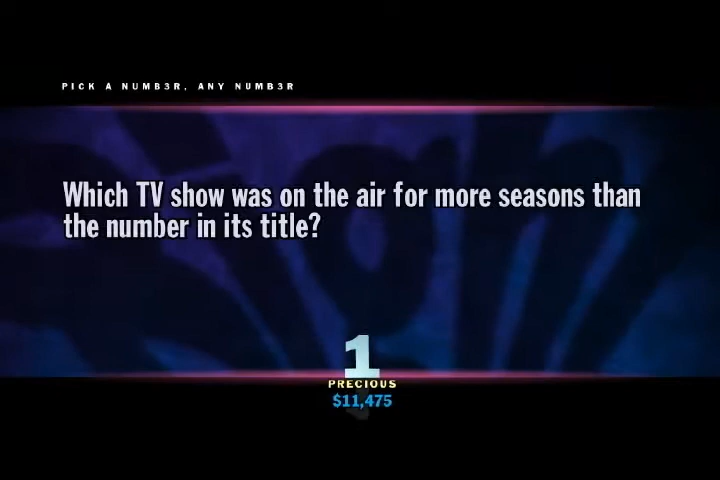 PICK A NUMB3R, ANY NUMB3R
Which TV show was on the air for more seasons than
the number in its title?
1
PRECIOUS
$11,475